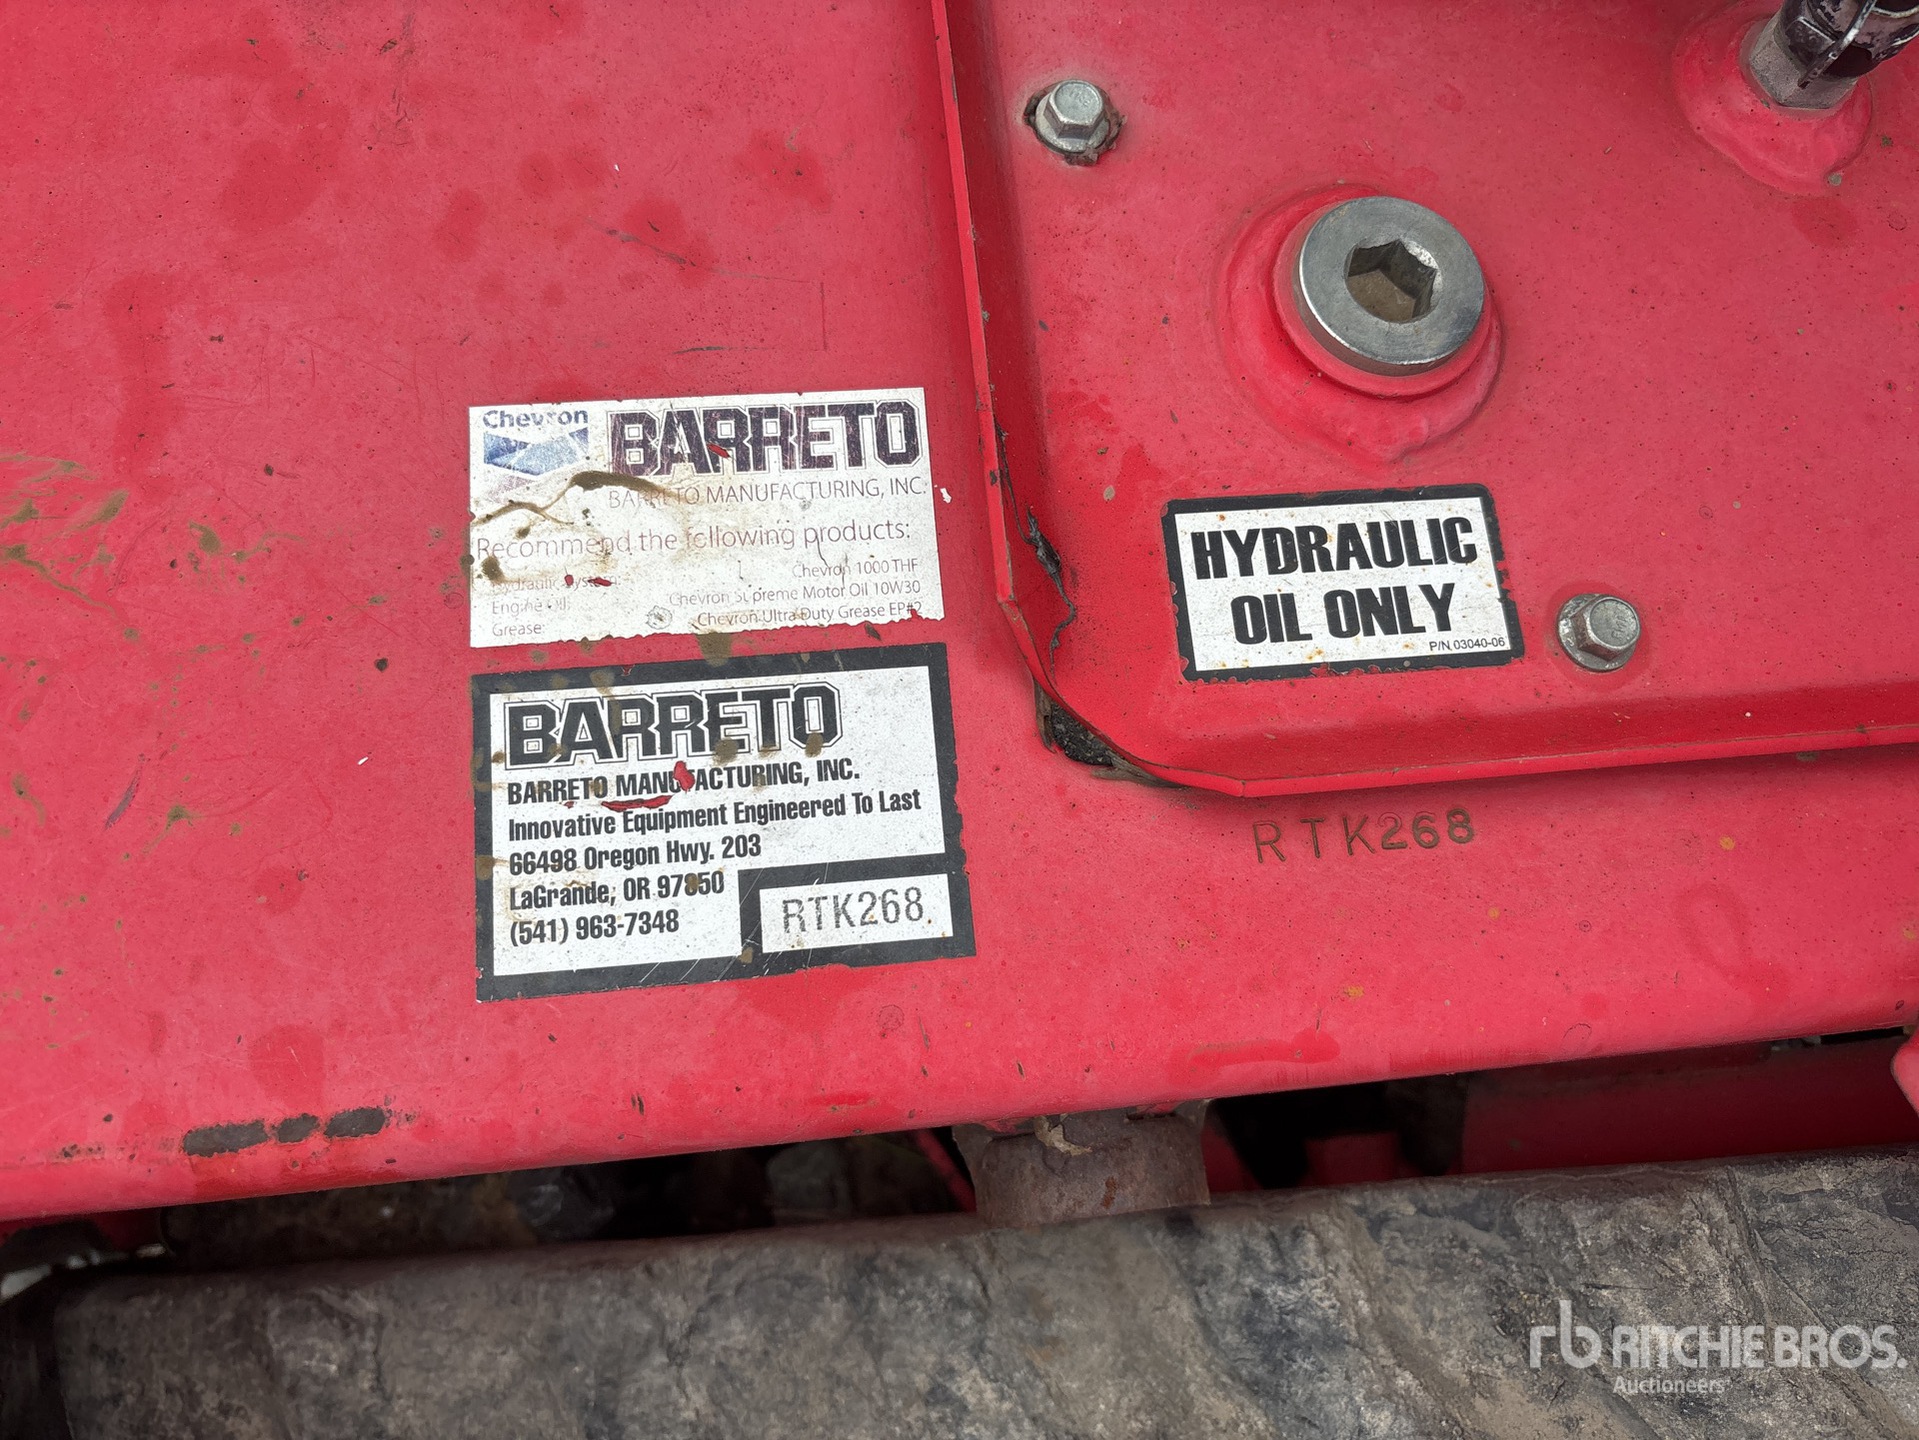 Chevron
BARRETO
BARRETO MANUFACTURING, INC.
Recommend the following products:
Hydraulic System: Chevron 1000 THF
Engine Oil: Chevron Supreme Motor Oil 10W30
Grease: Chevron Ultra Duty Grease EP#2
BARRETO
BARRETO MANUFACTURING, INC.
Innovative Equipment Engineered To Last
66498 Oregon Hwy. 203
LaGrande, OR 97850
(541) 963-7348
RTK268
HYDRAULIC
OIL ONLY
P/N 03040-06
RTK268
rb RITCHIE BROS.
Auctioneers